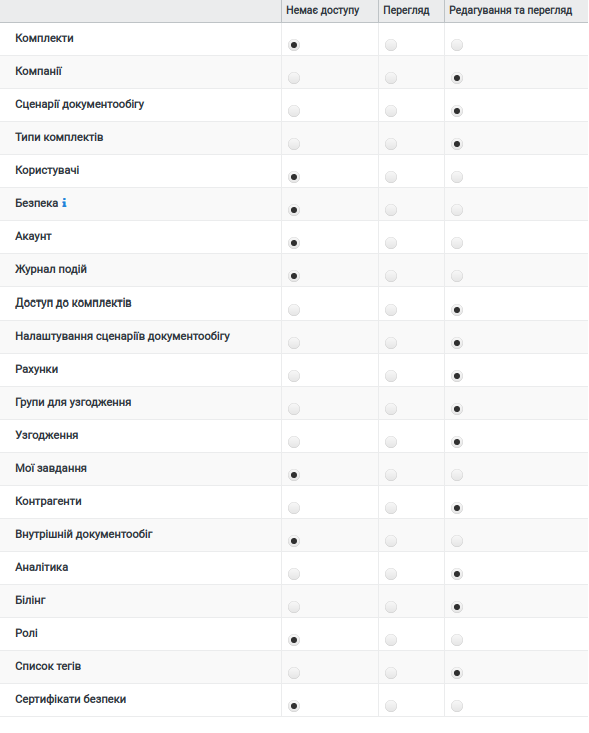 Немає доступу Перегляд Редагування та перегляд
Комплекти
Компанії
Сценарії документообігу
Типи комплектів
Користувачі
Безпека
Акаунт
Журнал подій
Доступ до комплектів
Налаштування сценаріїв документообігу
Рахунки
Групи для узгодження
Узгодження
Мої завдання
Контрагенти
Внутрішній документообіг
Аналітика
Білінг
Ролі
Список тегів
Сертифікати безпеки